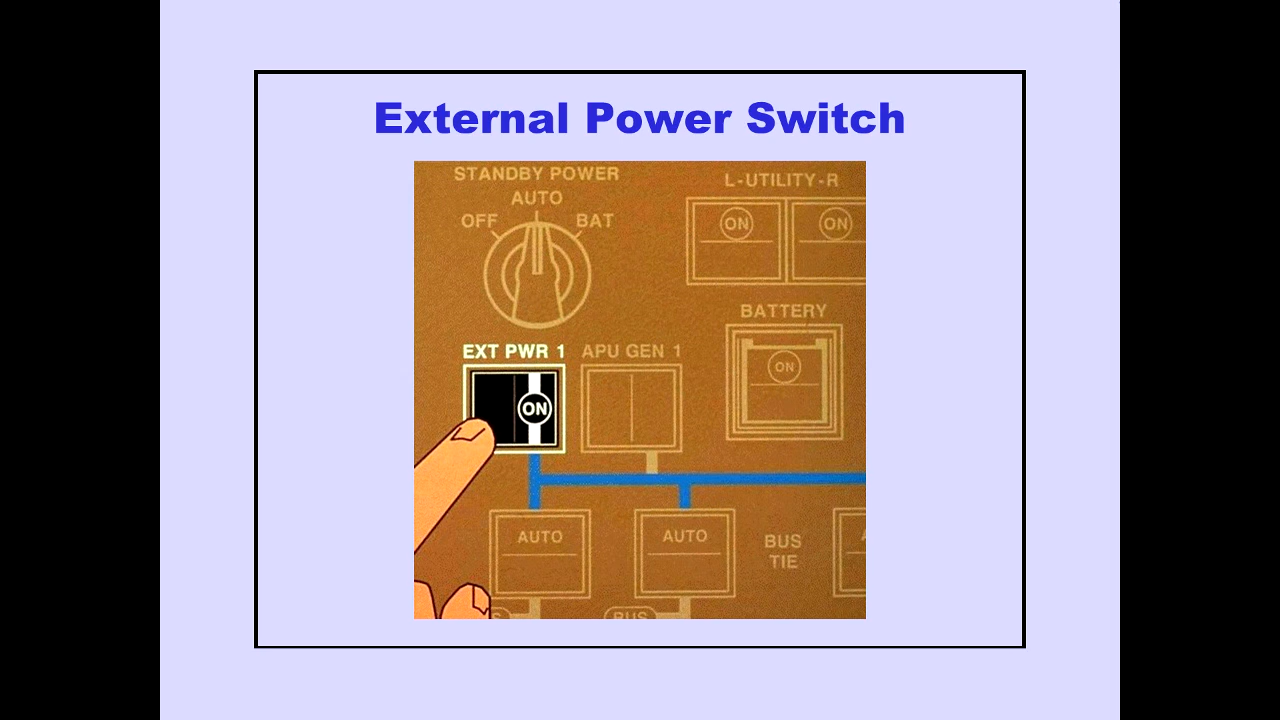 External Power Switch
STANDBY POWER
AUTO
OFF
BAT
L-UTILITY-R
ON
ON
BATTERY
ON
EXT PWR 1
APU GEN 1
ON
AUTO
AUTO
BUS
TIE
BUS